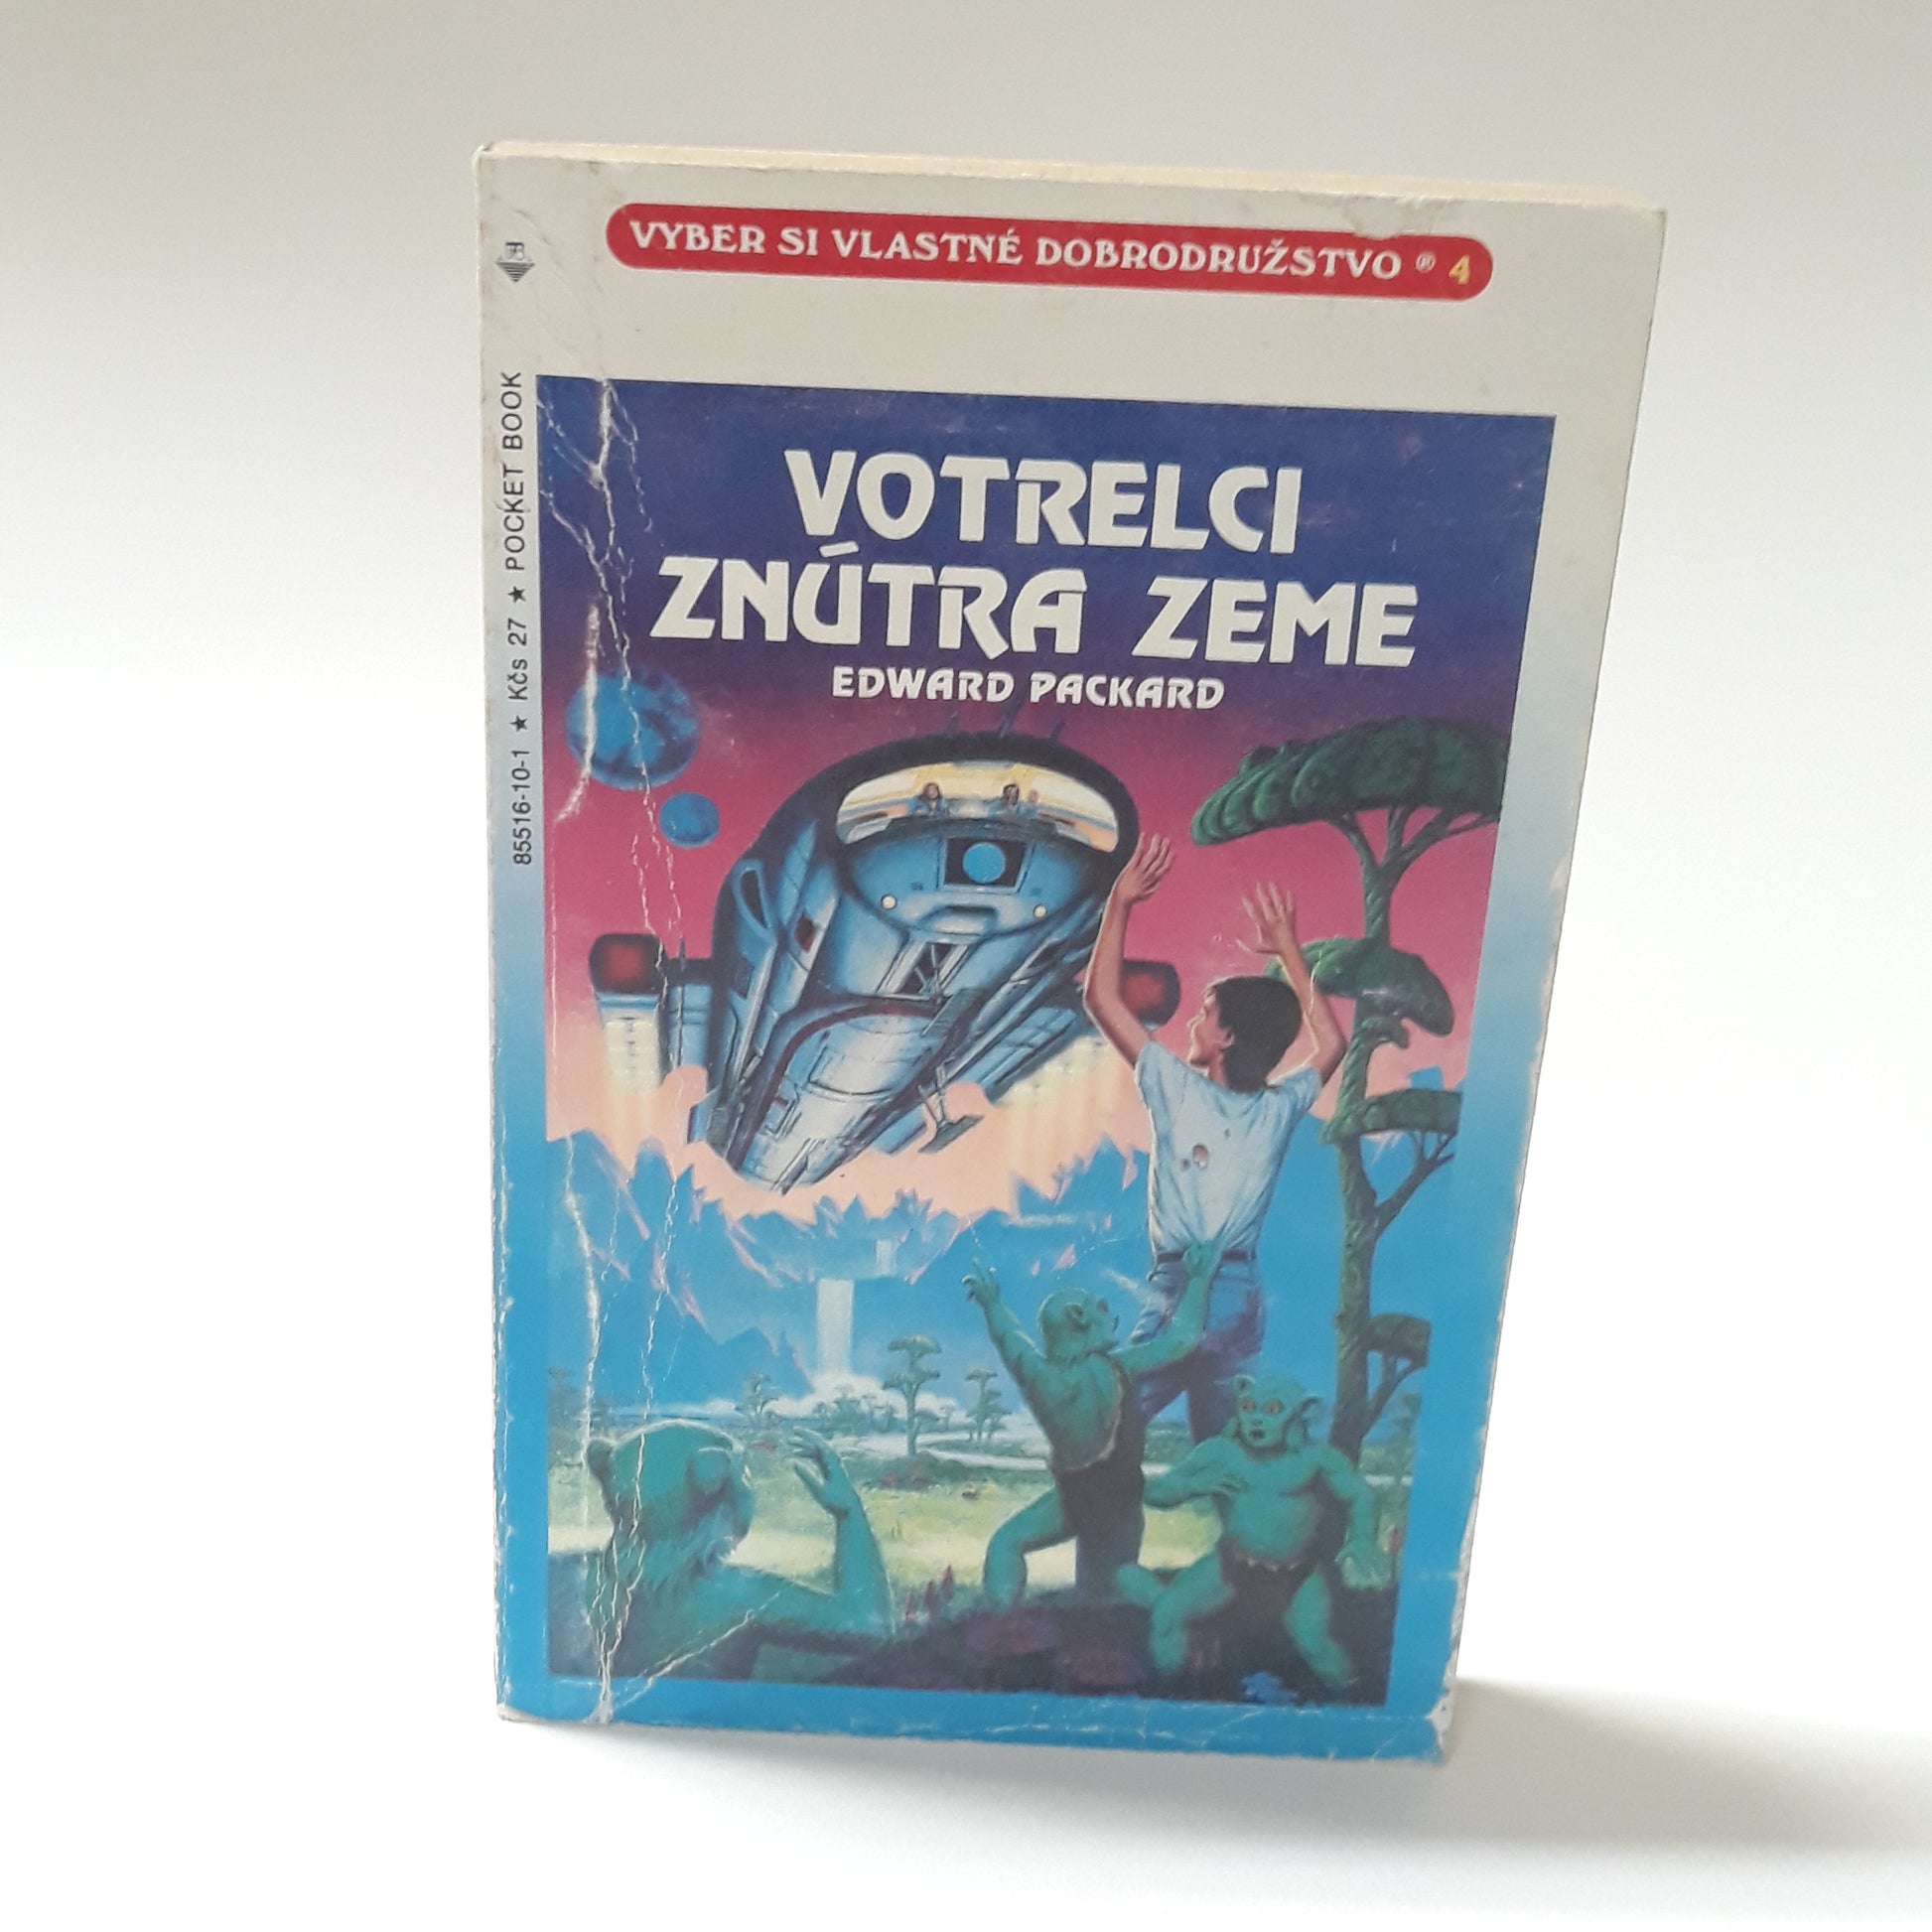 VYBER SI VLASTNÉ DOBRODRUŽSTVO ® 4
VOTRELCI
ZNÚTRA ZEME
EDWARD PACKARD
85516-10-1 ★ Kčs 27 ★ POCKET BOOK